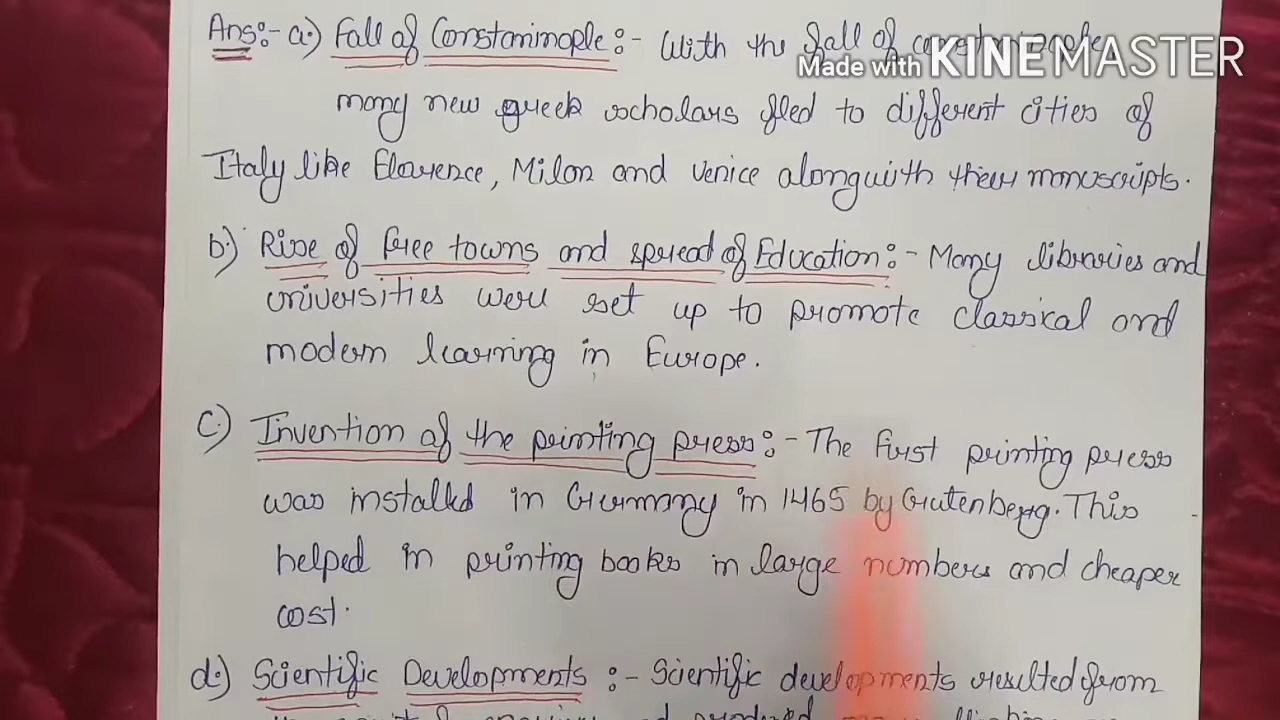 Ans:- a.) Fall of Constantinople :- With the fall of
Made with KINEMASTER
many new greek scholars fled to different cities of
Italy like Florence, Milan and Venice alongwith their manuscripts.
b.) Rise of free towns and spread of Education :- Many libraries and
universities were set up to promote classical and
modern learning in Europe.
c.) Invention of the printing press :- The first printing press
was installed in Germany in 1465 by Gutenberg. This
helped in printing books in large numbers and cheaper
cost.
d.) Scientific Developments :- Scientific developments resulted from